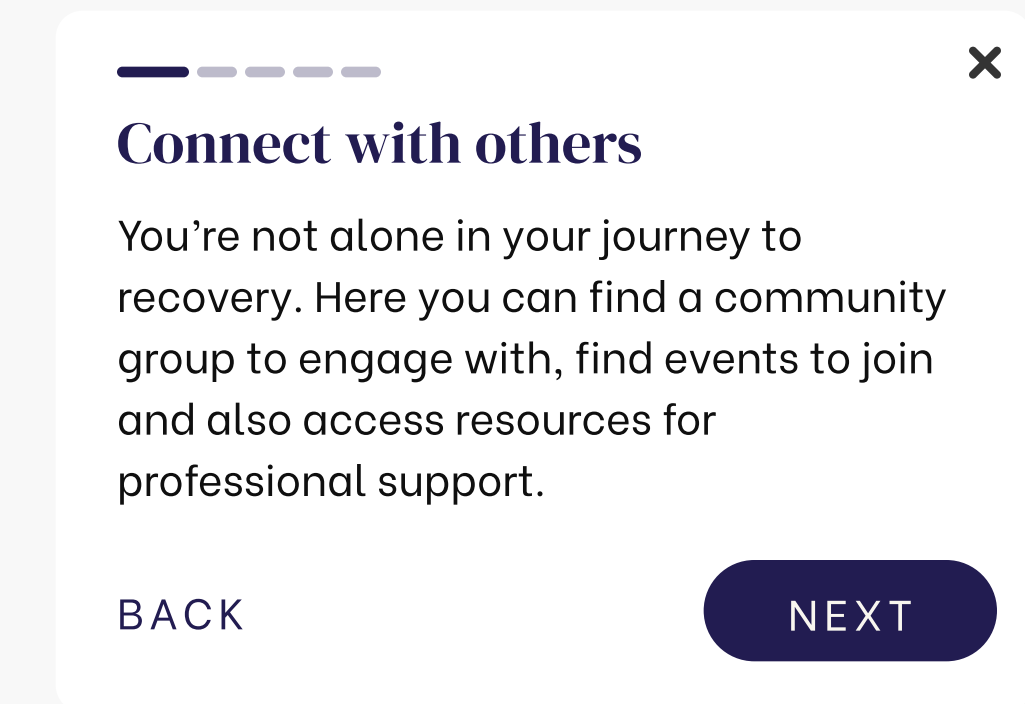 Connect with others
You’re not alone in your journey to
recovery. Here you can find a community
group to engage with, find events to join
and also access resources for
professional support.
BACK
NEXT